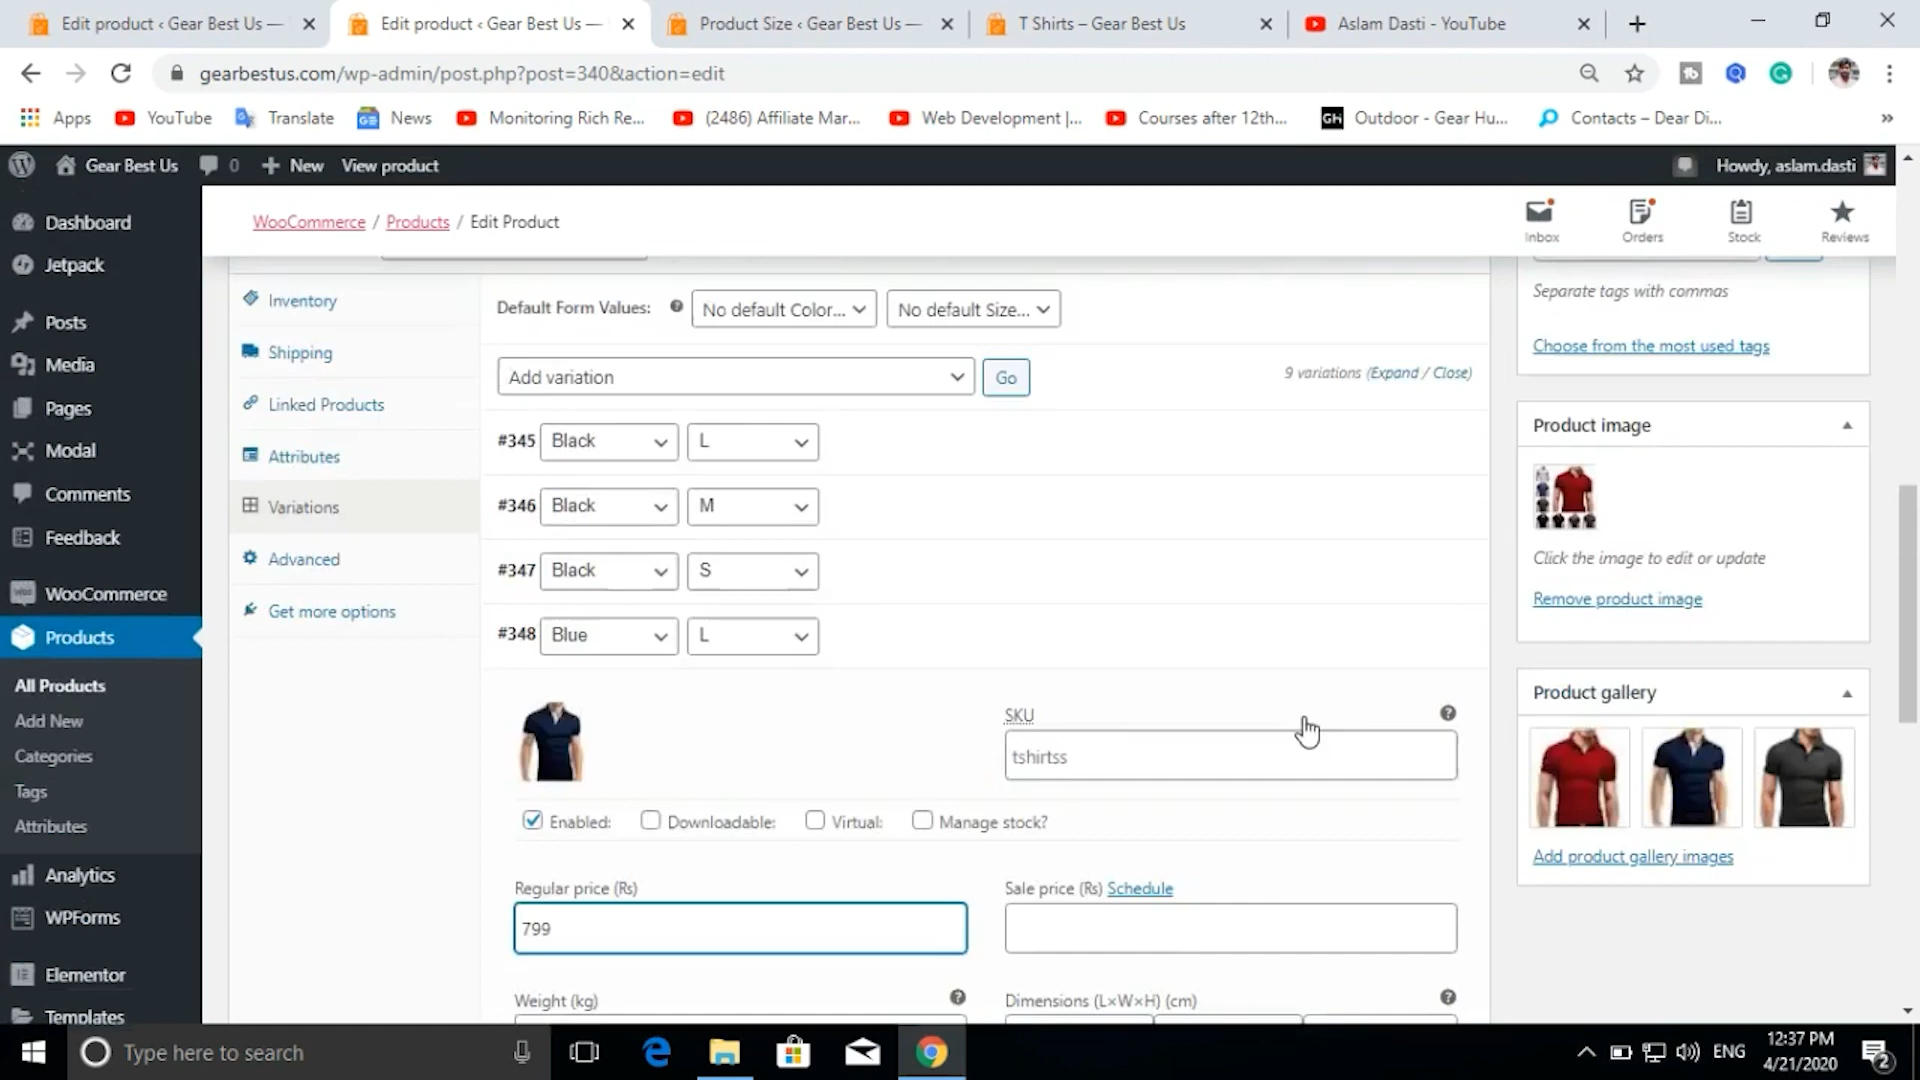 Edit product ‹ Gear Best Us —
Edit product ‹ Gear Best Us —
Product Size ‹ Gear Best Us —
T Shirts – Gear Best Us
Aslam Dasti - YouTube
gearbestus.com/wp-admin/post.php?post=340&action=edit
Apps
YouTube
Translate
News
Monitoring Rich Re...
(2486) Affiliate Mar...
Web Development |...
Courses after 12th...
GH
Outdoor - Gear Hu...
Contacts – Dear Di...
»
Gear Best Us
0
New
View product
Howdy, aslam.dasti
Dashboard
Jetpack
Posts
Media
Pages
Modal
Comments
Feedback
WooCommerce
Products
All Products
Add New
Categories
Tags
Attributes
Analytics
WPForms
Elementor
Templates
WooCommerce / Products / Edit Product
Inbox
Orders
Stock
Reviews
Inventory
Shipping
Linked Products
Attributes
Variations
Advanced
Get more options
Default Form Values:
No default Color...
No default Size...
Add variation
Go
9 variations (Expand / Close)
#345 Black L
#346 Black M
#347 Black S
#348 Blue L
SKU
tshirtss
Enabled:
Downloadable:
Virtual:
Manage stock?
Regular price (Rs)
799
Sale price (Rs) Schedule
Weight (kg)
Dimensions (L×W×H) (cm)
Separate tags with commas
Choose from the most used tags
Product image
Click the image to edit or update
Remove product image
Product gallery
Add product gallery images
Type here to search
ENG
12:37 PM
4/21/2020
2